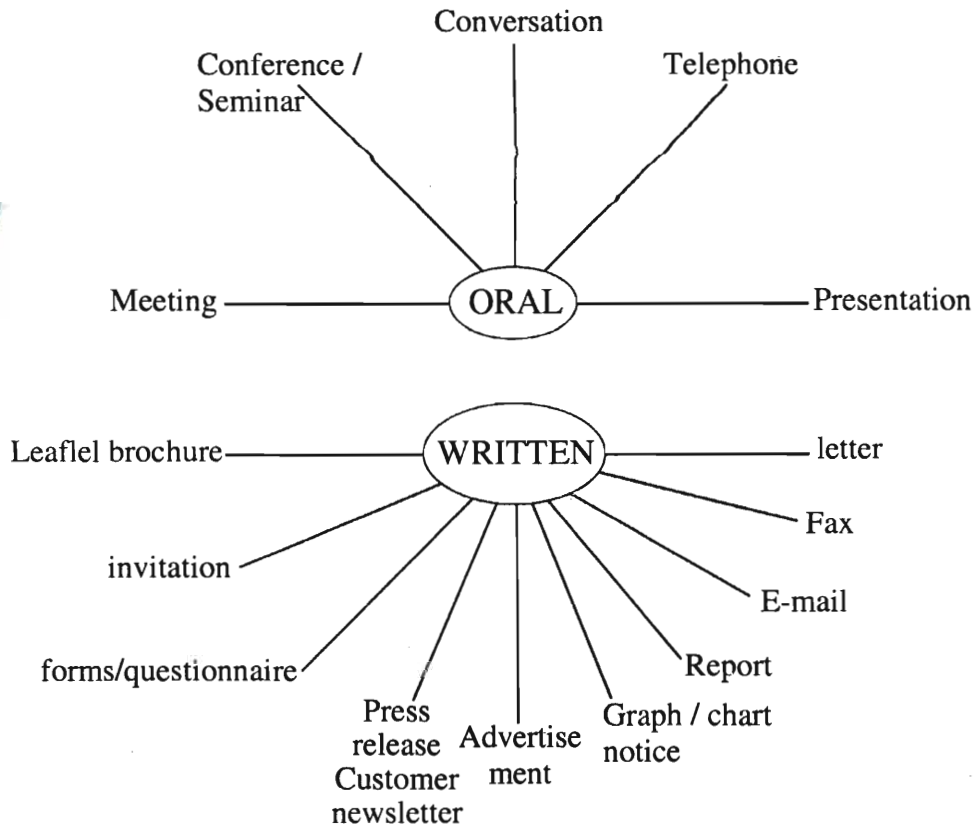 Conversation
Conference /
Seminar
Telephone
Meeting
ORAL
Presentation
Leaflel brochure
WRITTEN
letter
Fax
invitation
E-mail
forms/questionnaire
Report
Press
release
Customer
newsletter
Advertise
ment
Graph / chart
notice